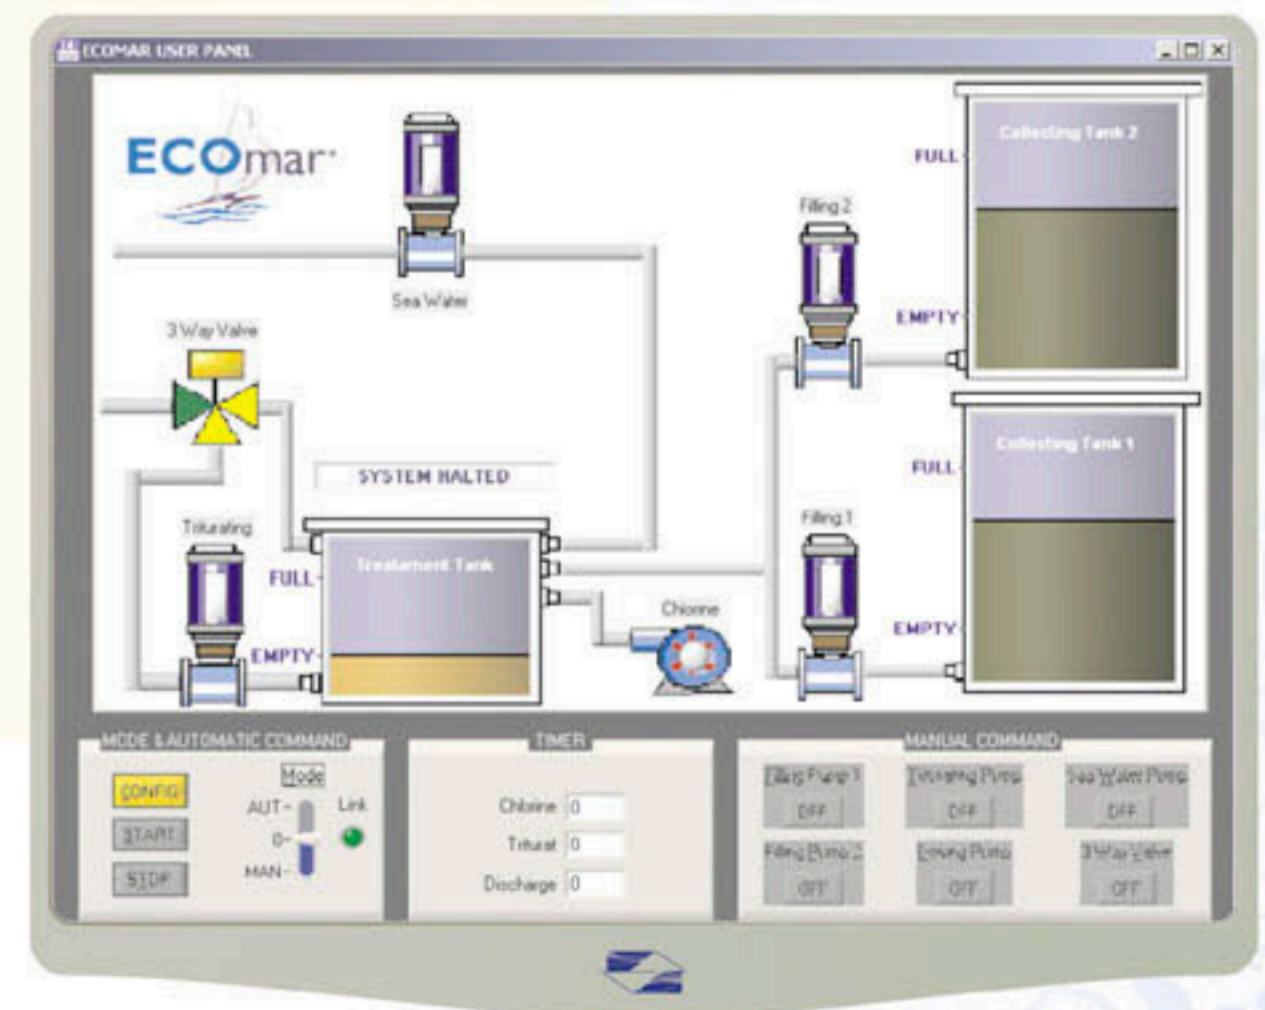 ECOMAR USER PANEL
ECOmar
Collecting Tank 2
FULL
Filling 2
EMPTY
Sea Water
3 Way Valve
Collecting Tank 1
FULL
SYSTEM HALTED
Triturating
Filling 1
Treatament Tank
FULL
Chlorine
EMPTY
EMPTY
MODE & AUTOMATIC COMMAND
TIMER
MANUAL COMMAND
CONFIG
Mode
AUT
Link
START
0
MAN
STOP
Chlorine 0
Triturat 0
Discharge 0
Filling Pump 1
Triturating Pump
Sea Water Pump
OFF
OFF
OFF
Filling Pump 2
Pump
3 Way Valve
OFF
OFF
OFF